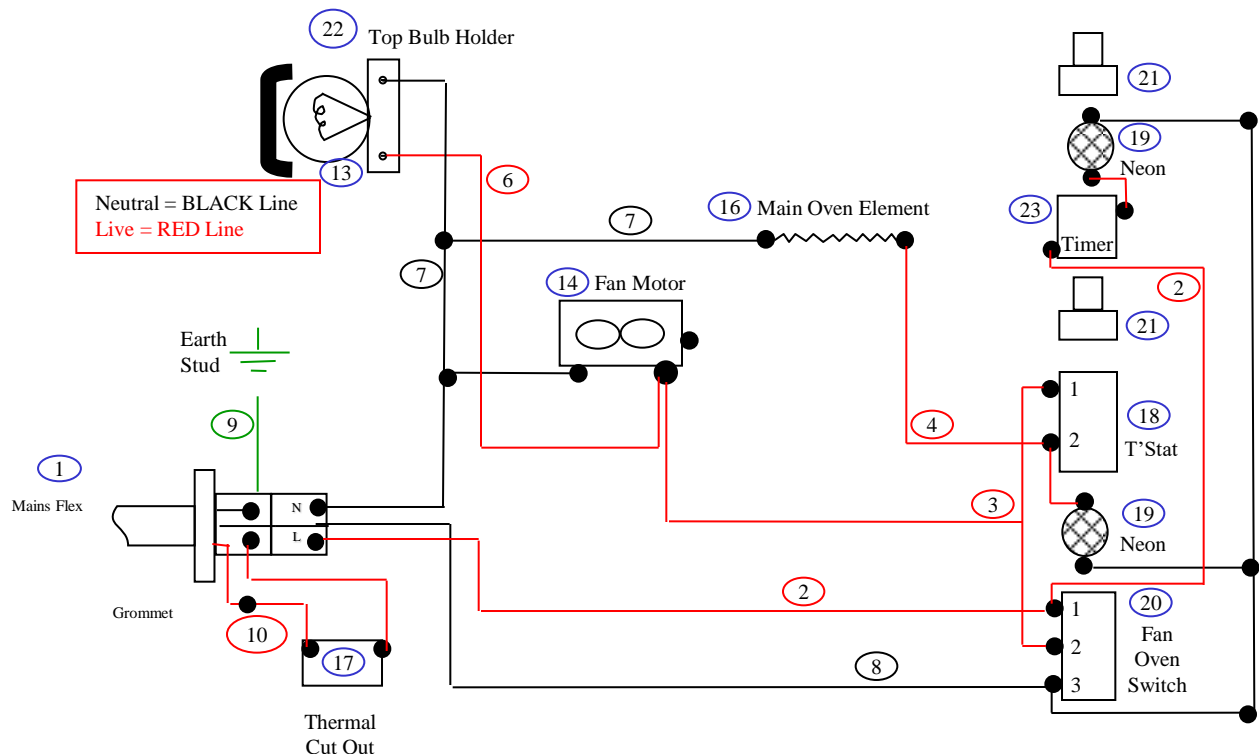 22
Top Bulb Holder
21
19
Neon
13
6
Neutral = BLACK Line
Live = RED Line
16
Main Oven Element
7
7
23
Timer
2
14
Fan Motor
21
Earth
Stud
9
1
2
18
T'Stat
4
1
Mains Flex
N
L
3
19
Neon
Grommet
10
2
17
8
1
2
3
20
Fan
Oven
Switch
Thermal
Cut Out